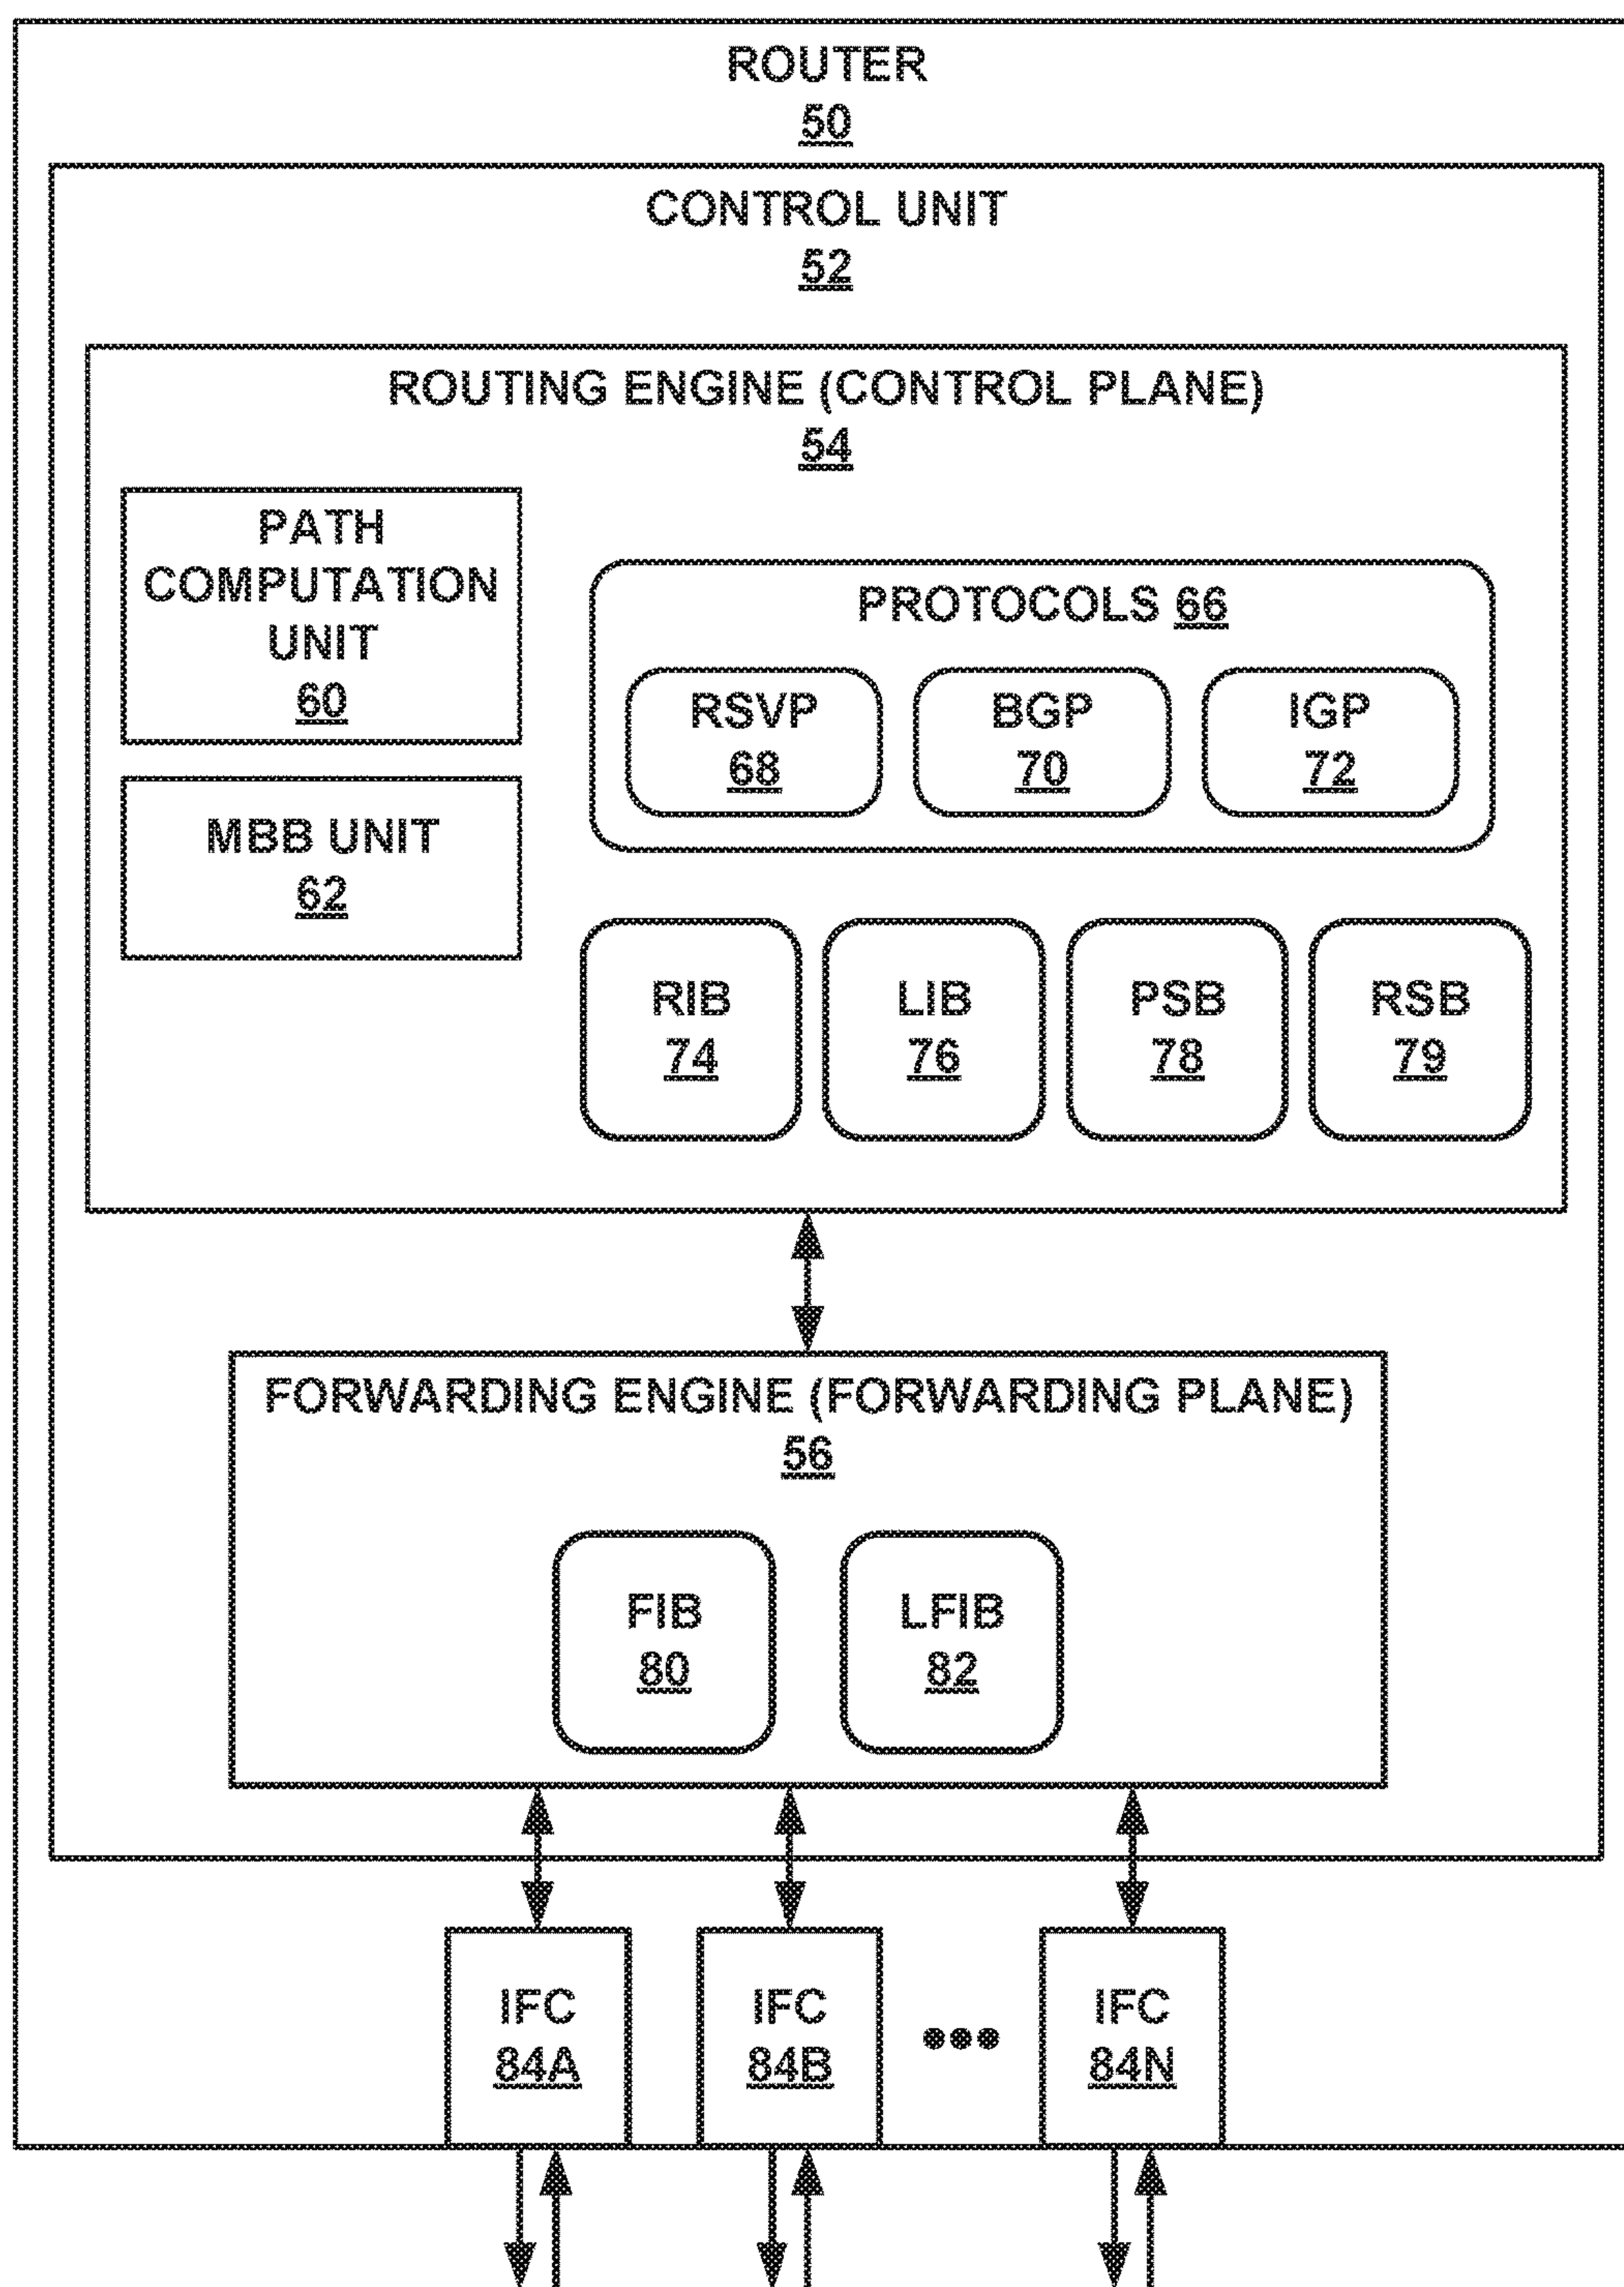 ROUTER
50
CONTROL UNIT
52
ROUTING ENGINE (CONTROL PLANE)
54
PATH
COMPUTATION
UNIT
60
MBB UNIT
62
PROTOCOLS 66
RSVP
68
BGP
70
IGP
72
RIB
74
LIB
76
PSB
78
RSB
79
FORWARDING ENGINE (FORWARDING PLANE)
56
FIB
80
LFIB
82
IFC
84A
IFC
84B
IFC
84N